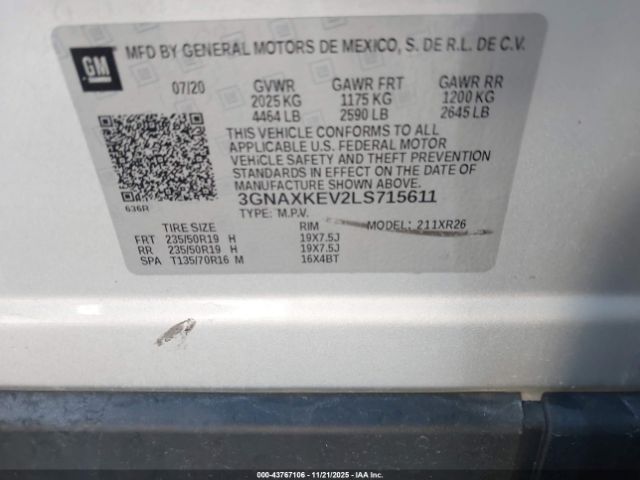 GM
MFD BY GENERAL MOTORS DE MEXICO, S. DE R.L. DE C.V.
07/20 GVWR GAWR FRT GAWR RR
2025 KG 1175 KG 1200 KG
4464 LB 2590 LB 2645 LB
THIS VEHICLE CONFORMS TO ALL
APPLICABLE U.S. FEDERAL MOTOR
VEHICLE SAFETY AND THEFT PREVENTION
STANDARDS IN EFFECT ON THE DATE OF
MANUFACTURE SHOWN ABOVE.
636R
3GNAXKEV2LS715611
TYPE: M.P.V. MODEL: 211XR26
TIRE SIZE RIM
FRT 235/50R19 H 19X7.5J
RR 235/50R19 H 19X7.5J
SPA T135/70R16 M 16X4BT
000-43767106 - 11/21/2025 - IAAI.COM